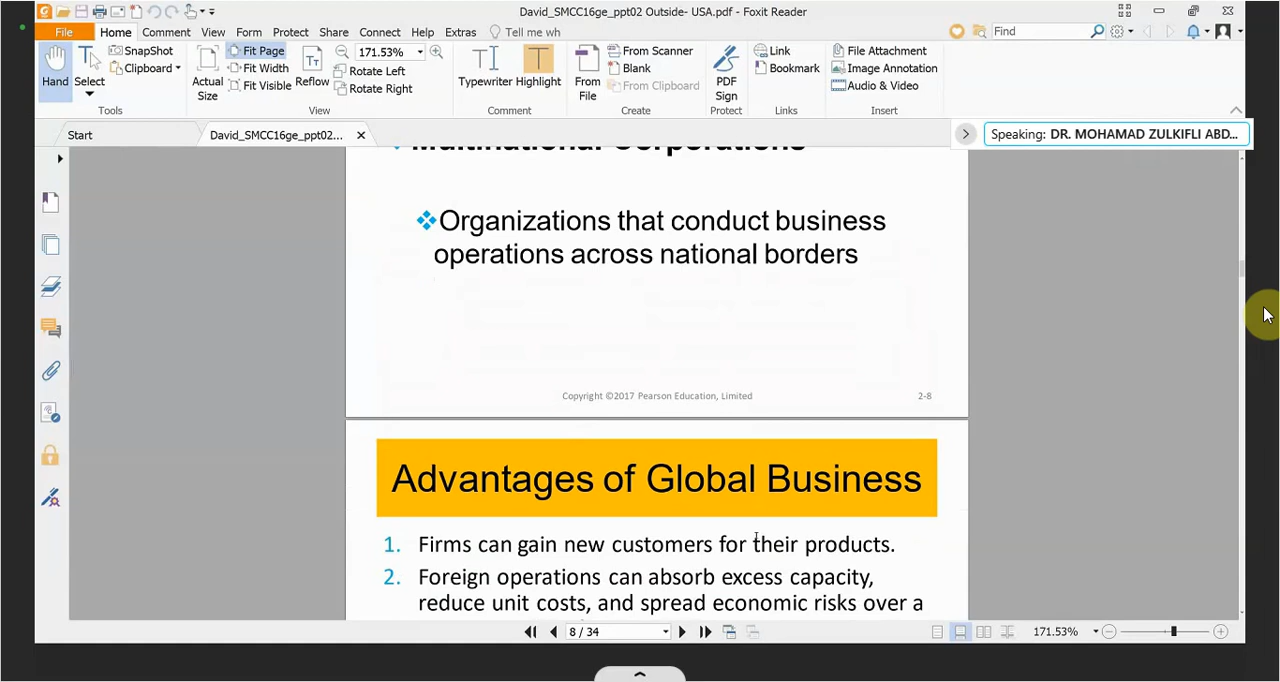 David_SMCC16ge_ppt02 Outside- USA.pdf - Foxit Reader
File Home Comment View Form Protect Share Connect Help Extras Tell me wh Find
Hand
Select
SnapShot
Clipboard
Tools
Actual Size
Fit Page
Fit Width
Fit Visible
Reflow
171.53%
Rotate Left
Rotate Right
View
Typewriter
Highlight
Comment
From File
From Scanner
Blank
From Clipboard
Create
PDF Sign
Protect
Link
Bookmark
Links
File Attachment
Image Annotation
Audio & Video
Insert
Start
David_SMCC16ge_ppt02...
Speaking: DR. MOHAMAD ZULKIFLI ABD...
Multinational Corporations
Organizations that conduct business
operations across national borders
Copyright ©2017 Pearson Education, Limited 2-8
Advantages of Global Business
1. Firms can gain new customers for their products.
2. Foreign operations can absorb excess capacity,
reduce unit costs, and spread economic risks over a
8 / 34
171.53%